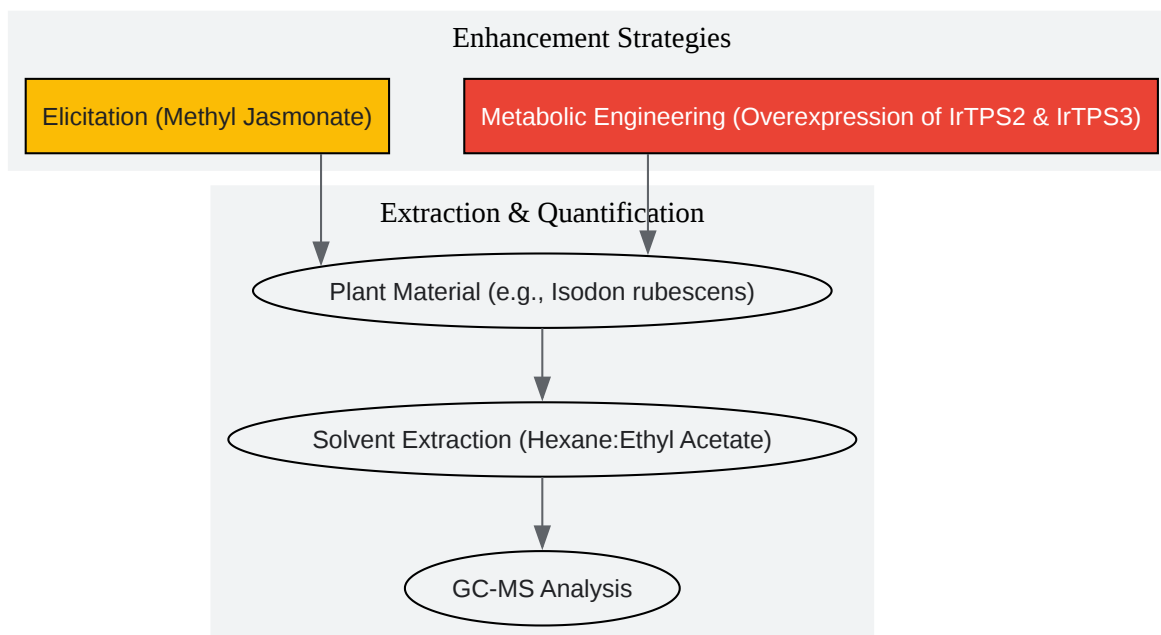 Enhancement Strategies
Elicitation (Methyl Jasmonate)
Metabolic Engineering (Overexpression of IrTPS2 & IrTPS3)
Extraction & Quantification
Plant Material (e.g., Isodon rubescens)
Solvent Extraction (Hexane:Ethyl Acetate)
GC-MS Analysis